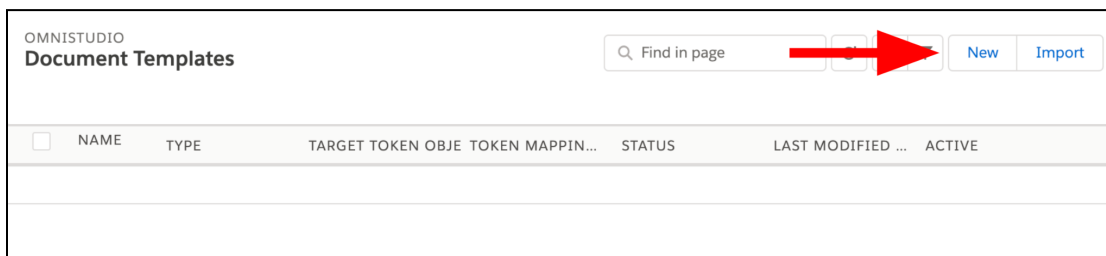 OMNISTUDIO
Document Templates
Find in page
New Import
NAME TYPE TARGET TOKEN OBJE TOKEN MAPPIN... STATUS LAST MODIFIED ... ACTIVE